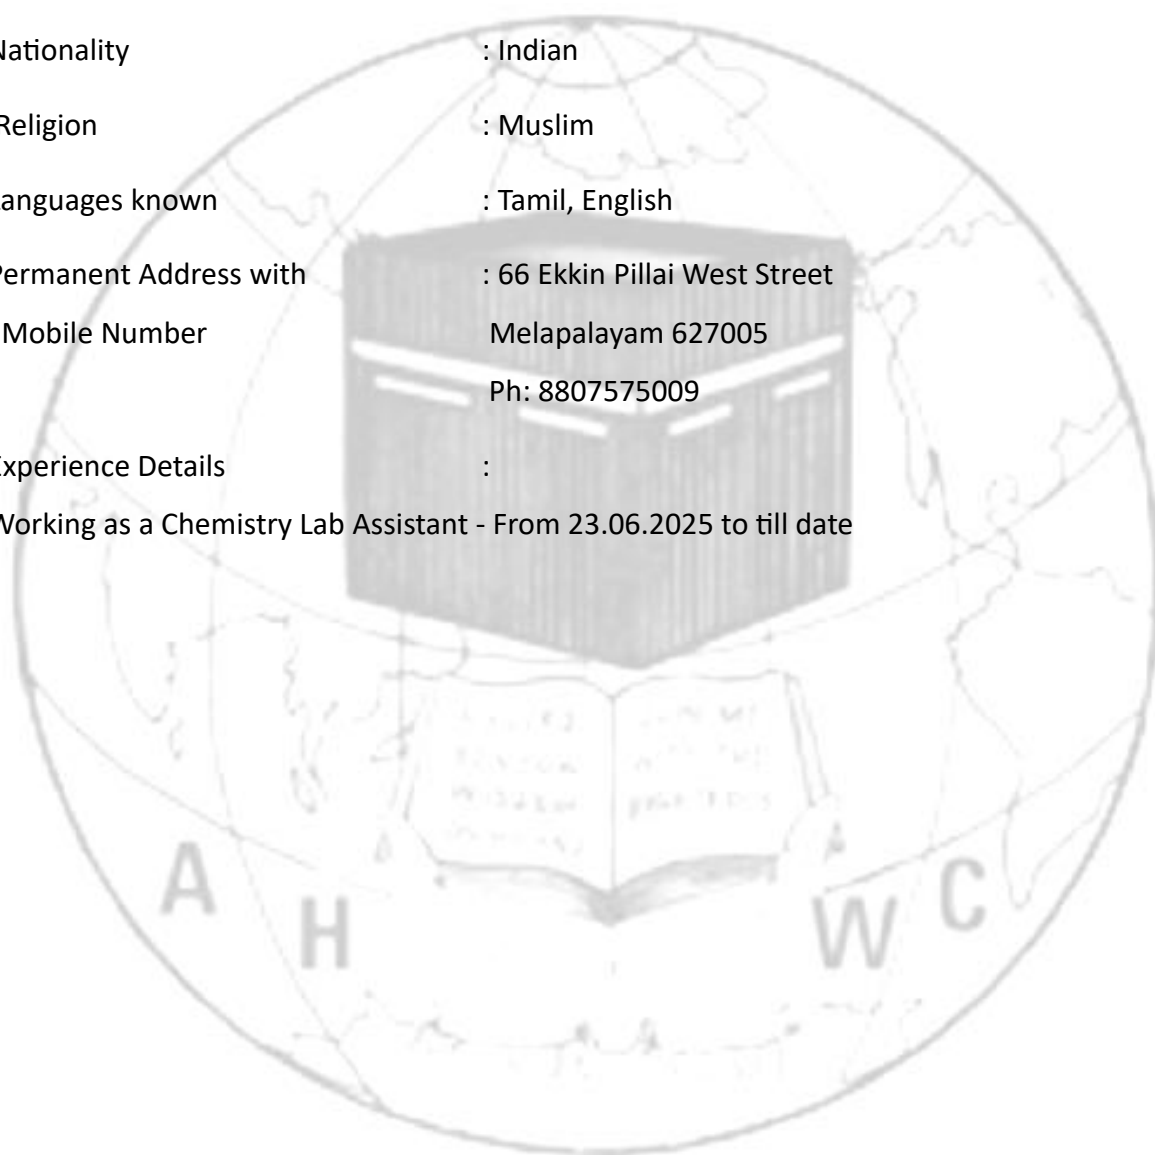 Nationality : Indian
Religion : Muslim
Languages known : Tamil, English
Permanent Address with : 66 Ekkin Pillai West Street
Mobile Number Melapalayam 627005
Ph: 8807575009
Experience Details :
Working as a Chemistry Lab Assistant - From 23.06.2025 to till date
A H W C